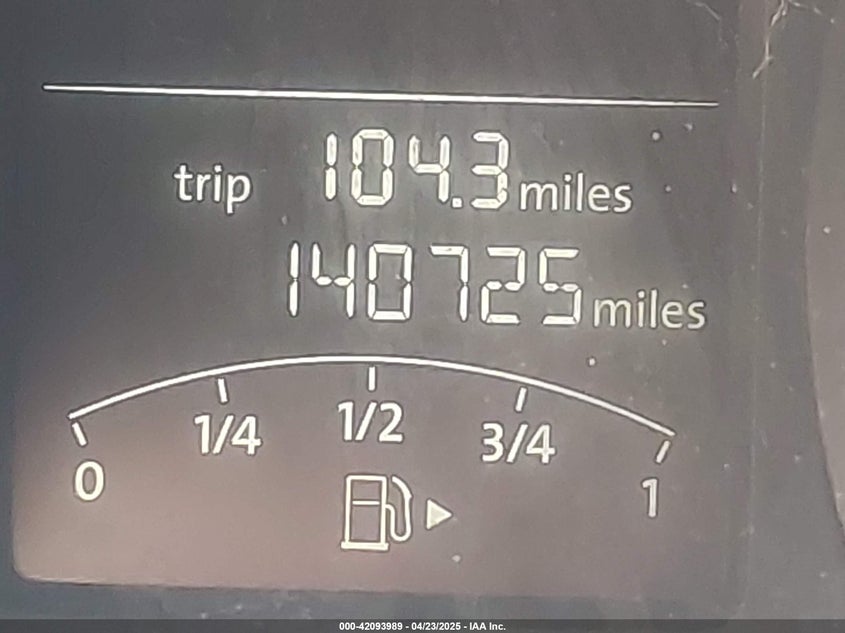 trip 104.3 miles
140725 miles
0 1/4 1/2 3/4 1
000-42093989 - 04/23/2025 - IAA Inc.